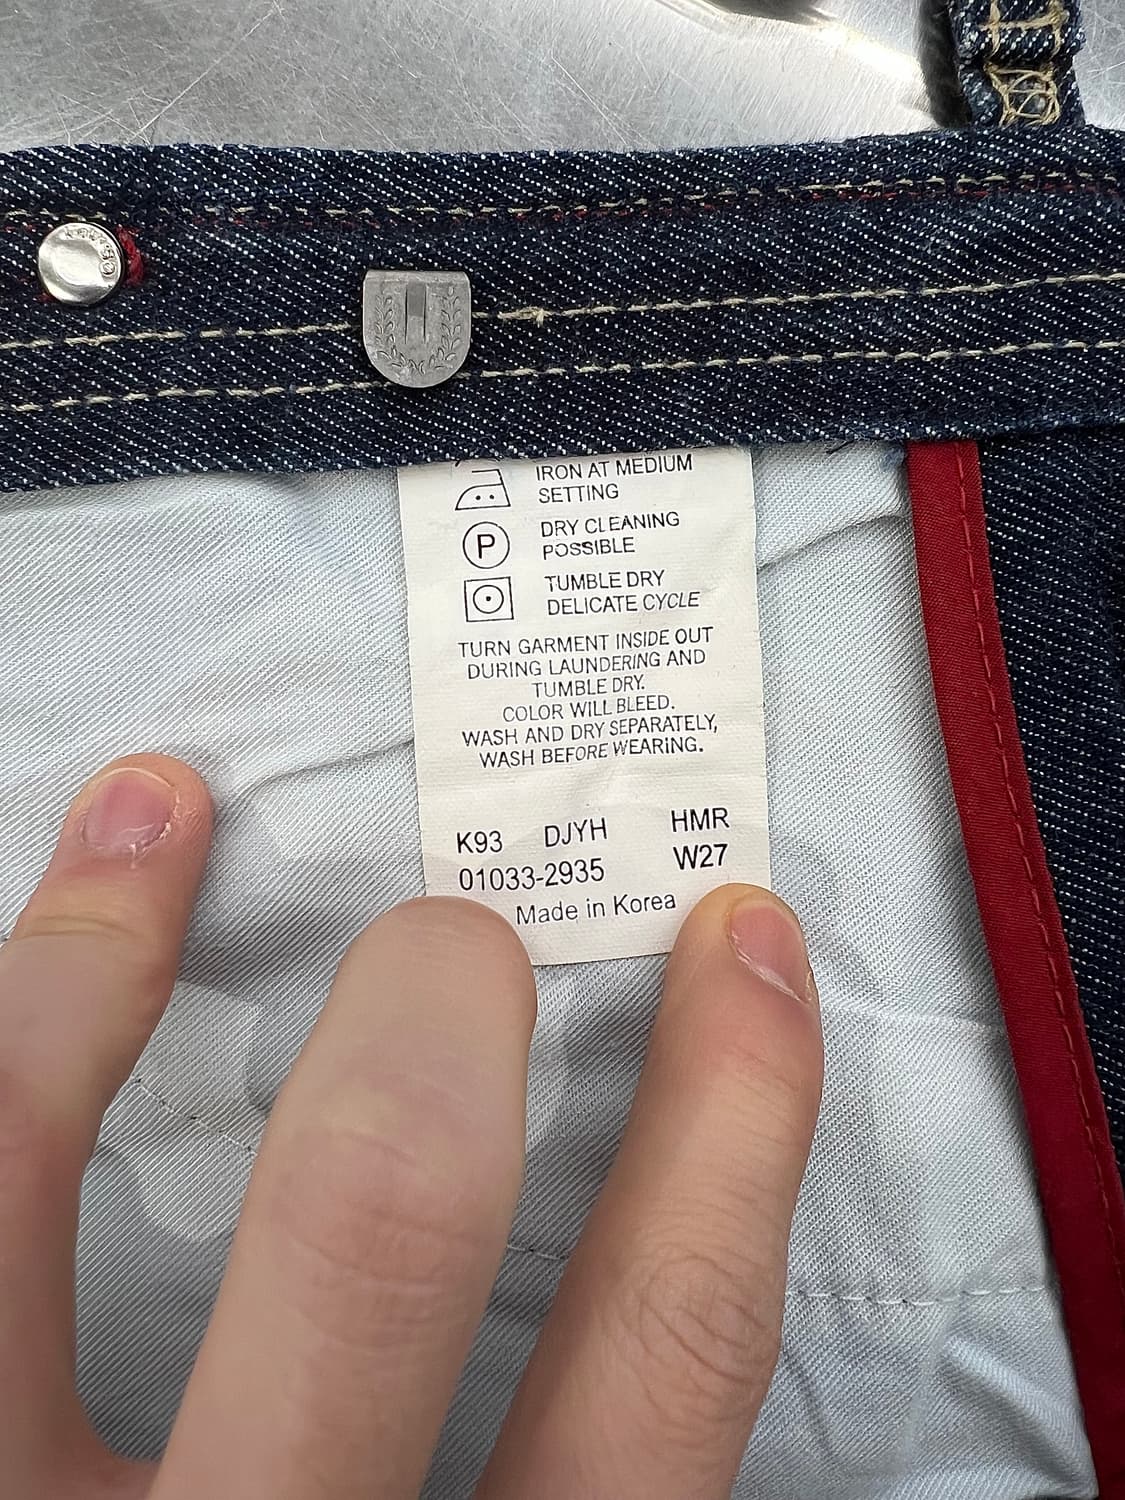 IRON AT MEDIUM
SETTING
P
DRY CLEANING
POSSIBLE
TUMBLE DRY
DELICATE CYCLE
TURN GARMENT INSIDE OUT
DURING LAUNDERING AND
TUMBLE DRY.
COLOR WILL BLEED.
WASH AND DRY SEPARATELY,
WASH BEFORE WEARING.
K93 DJYH HMR
01033-2935 W27
Made in Korea